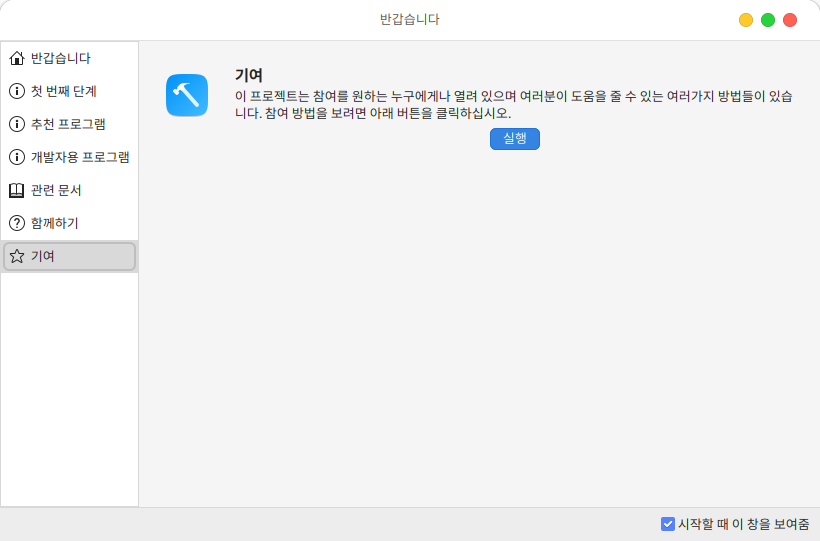 반갑습니다
반갑습니다
첫 번째 단계
추천 프로그램
개발자용 프로그램
관련 문서
함께하기
기여
기여
이 프로젝트는 참여를 원하는 누구에게나 열려 있으며 여러분이 도움을 줄 수 있는 여러가지 방법들이 있습
니다. 참여 방법을 보려면 아래 버튼을 클릭하십시오.
실행
시작할 때 이 창을 보여줌